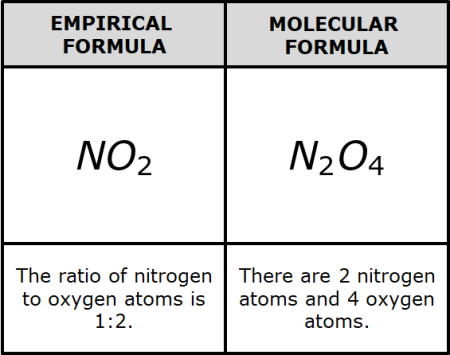 EMPIRICAL
FORMULA
MOLECULAR
FORMULA
NO₂
N₂O₄
The ratio of nitrogen
to oxygen atoms is
1:2.
There are 2 nitrogen
atoms and 4 oxygen
atoms.